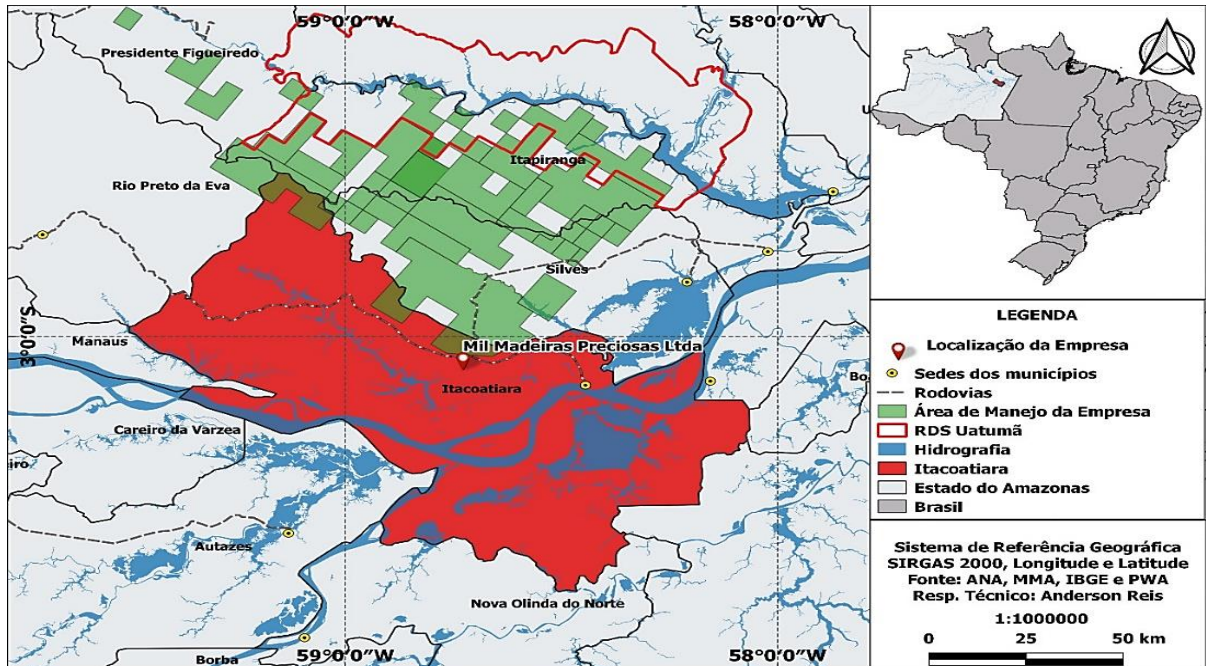 59°0′0″W
58°0′0″W
Presidente Figueiredo
Itapiranga
Rio Preto da Eva
Silves
3°0′0″S
Manaus
Mil Madeiras Preciosas Ltda
Itacoatiara
Careiro da Varzea
iro
Autazes
Nova Olinda do Norte
Borba
59°0′0″W
58°0′0″W
LEGENDA
Localização da Empresa
Sedes dos municípios
Rodovias
Área de Manejo da Empresa
RDS Uatumã
Hidrografia
Itacoatiara
Estado do Amazonas
Brasil
Sistema de Referência Geográfica
SIRGAS 2000, Longitude e Latitude
Fonte: ANA, MMA, IBGE e PWA
Resp. Técnico: Anderson Reis
1:1000000
0 25 50 km